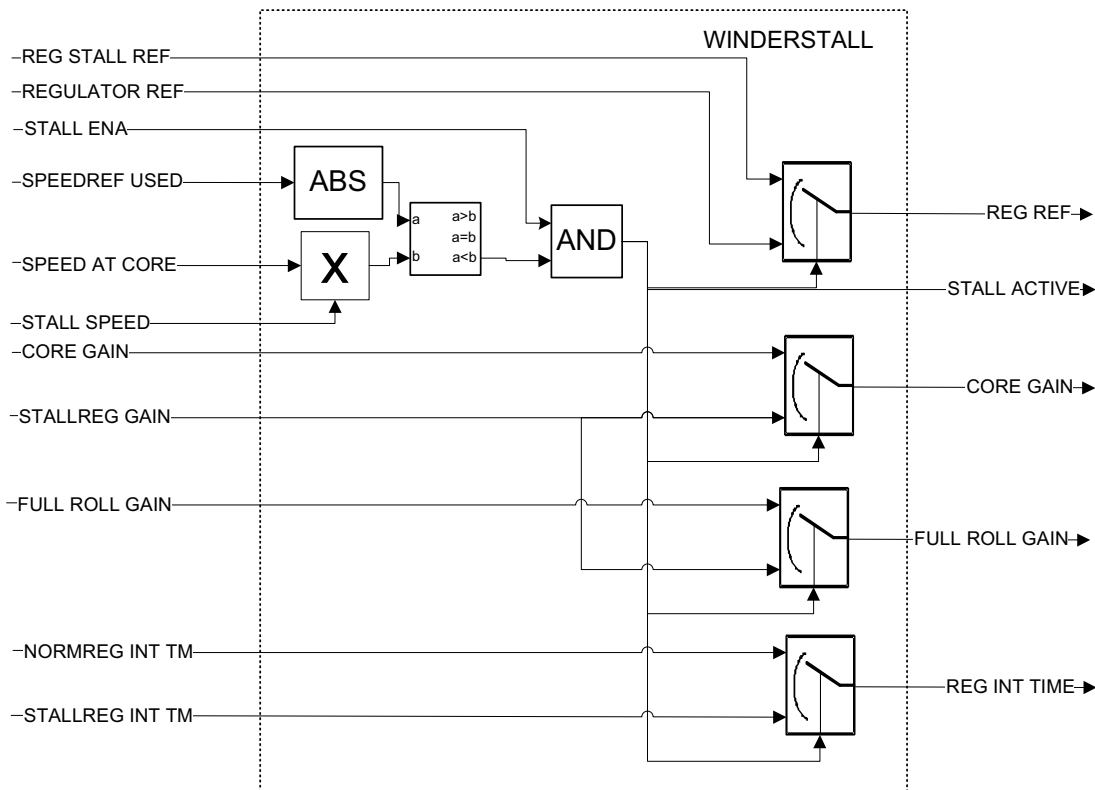 WINDERSTALL
REG STALL REF
REGULATOR REF
STALL ENA
SPEEDREF USED
ABS
a
a>b
a=b
b
a<b
AND
REG REF
SPEED AT CORE
X
STALL ACTIVE
STALL SPEED
CORE GAIN
CORE GAIN
STALLREG GAIN
FULL ROLL GAIN
FULL ROLL GAIN
NORMREG INT TM
REG INT TIME
STALLREG INT TM